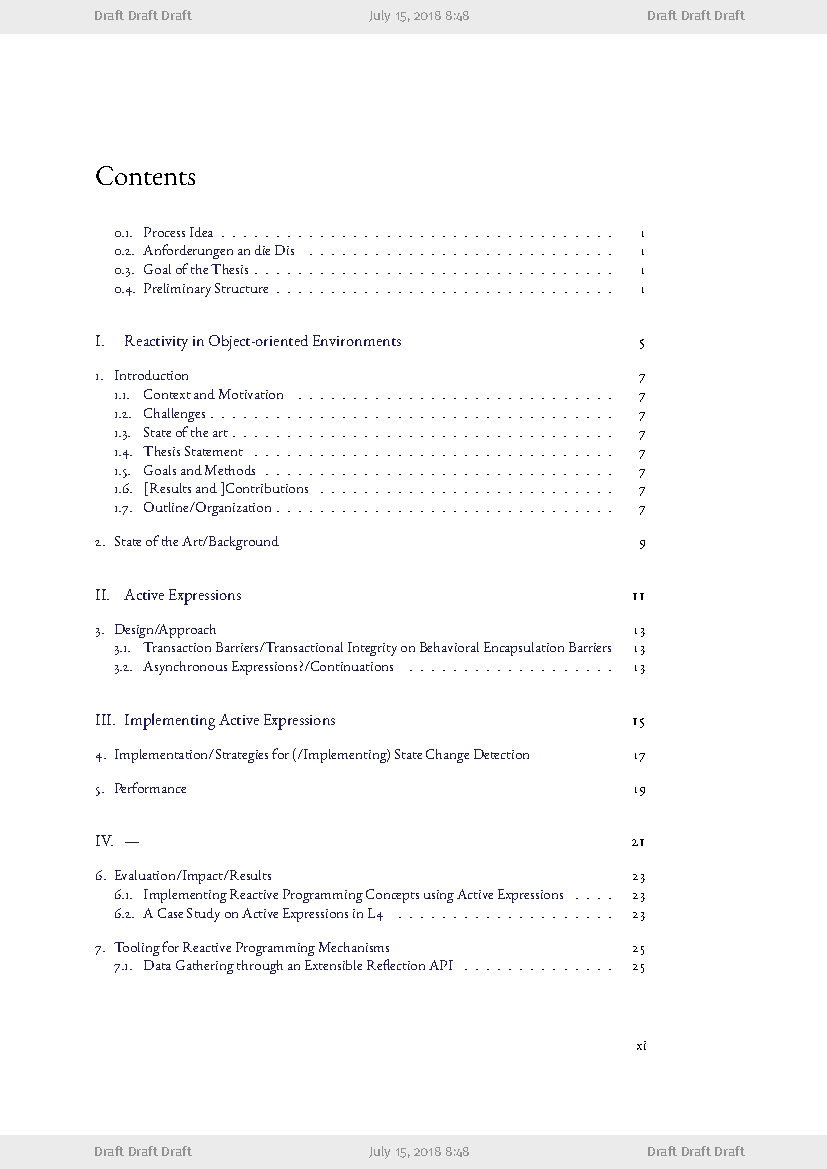 Draft Draft Draft July 15, 2018 8:48 Draft Draft Draft
Contents
0.1. Process Idea . . . . . . . . . . . . . . . . . . . . . . . . . . . . . . . . . . . . 1
0.2. Anforderungen an die Dis . . . . . . . . . . . . . . . . . . . . . . . . . . . . 1
0.3. Goal of the Thesis . . . . . . . . . . . . . . . . . . . . . . . . . . . . . . . . . 1
0.4. Preliminary Structure . . . . . . . . . . . . . . . . . . . . . . . . . . . . . . . 1
I. Reactivity in Object-oriented Environments 5
1. Introduction 7
1.1. Context and Motivation . . . . . . . . . . . . . . . . . . . . . . . . . . . . . 7
1.2. Challenges . . . . . . . . . . . . . . . . . . . . . . . . . . . . . . . . . . . . . 7
1.3. State of the art . . . . . . . . . . . . . . . . . . . . . . . . . . . . . . . . . . . 7
1.4. Thesis Statement . . . . . . . . . . . . . . . . . . . . . . . . . . . . . . . . . 7
1.5. Goals and Methods . . . . . . . . . . . . . . . . . . . . . . . . . . . . . . . . 7
1.6. [Results and ]Contributions . . . . . . . . . . . . . . . . . . . . . . . . . . . 7
1.7. Outline/Organization . . . . . . . . . . . . . . . . . . . . . . . . . . . . . . . 7
2. State of the Art/Background 9
II. Active Expressions 11
3. Design/Approach 13
3.1. Transaction Barriers/Transactional Integrity on Behavioral Encapsulation Barriers 13
3.2. Asynchronous Expressions?/Continuations . . . . . . . . . . . . . . . . . . . 13
III. Implementing Active Expressions 15
4. Implementation/Strategies for (/Implementing) State Change Detection 17
5. Performance 19
IV. — 21
6. Evaluation/Impact/Results 23
6.1. Implementing Reactive Programming Concepts using Active Expressions . . . . 23
6.2. A Case Study on Active Expressions in L4 . . . . . . . . . . . . . . . . . . . . 23
7. Tooling for Reactive Programming Mechanisms 25
7.1. Data Gathering through an Extensible Reflection API . . . . . . . . . . . . . . 25
xi
Draft Draft Draft July 15, 2018 8:48 Draft Draft Draft